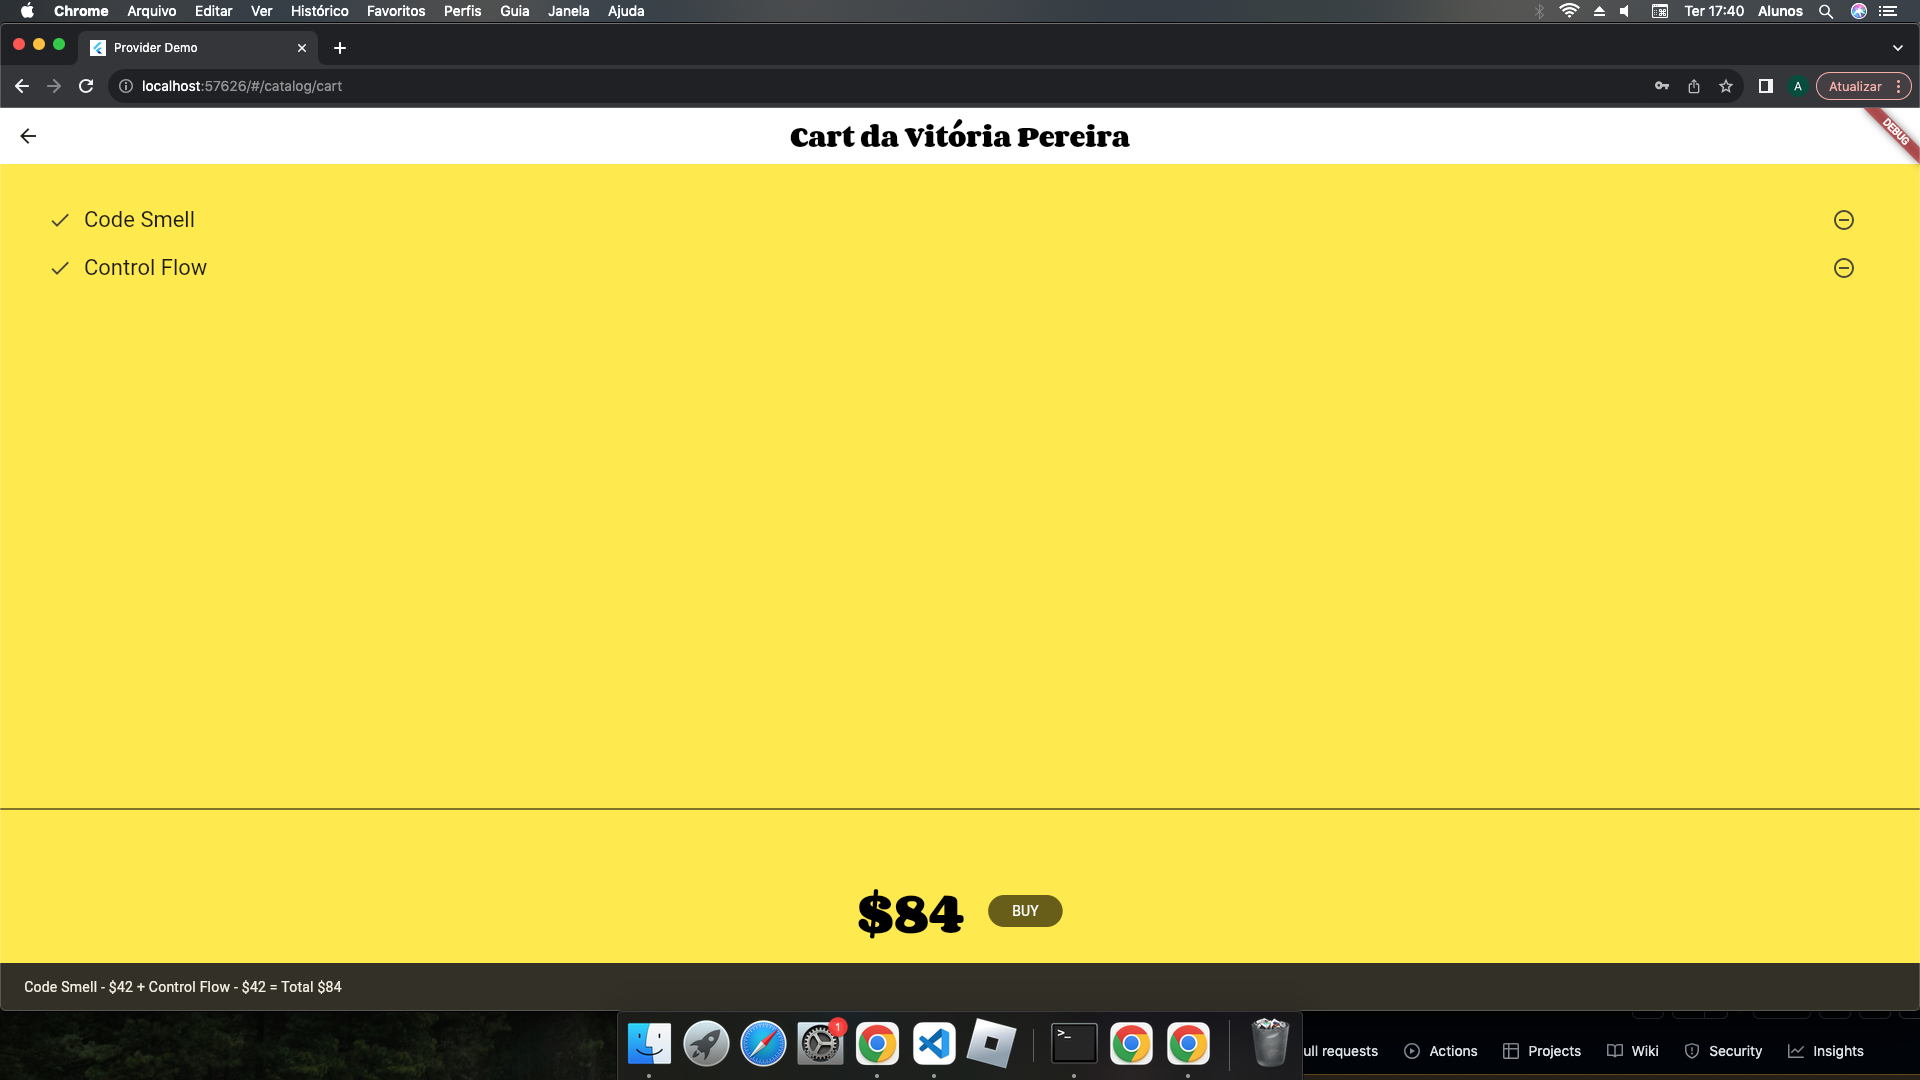 Chrome Arquivo Editar Ver Histórico Favoritos Perfis Guia Janela Ajuda Ter 17:40 Alunos
Provider Demo
localhost:57626/#/catalog/cart A Atualizar
Cart da Vitória Pereira
DEBUG
Code Smell
Control Flow
$84 BUY
Code Smell - $42 + Control Flow - $42 = Total $84
1
>_
ull requests Actions Projects Wiki Security Insights